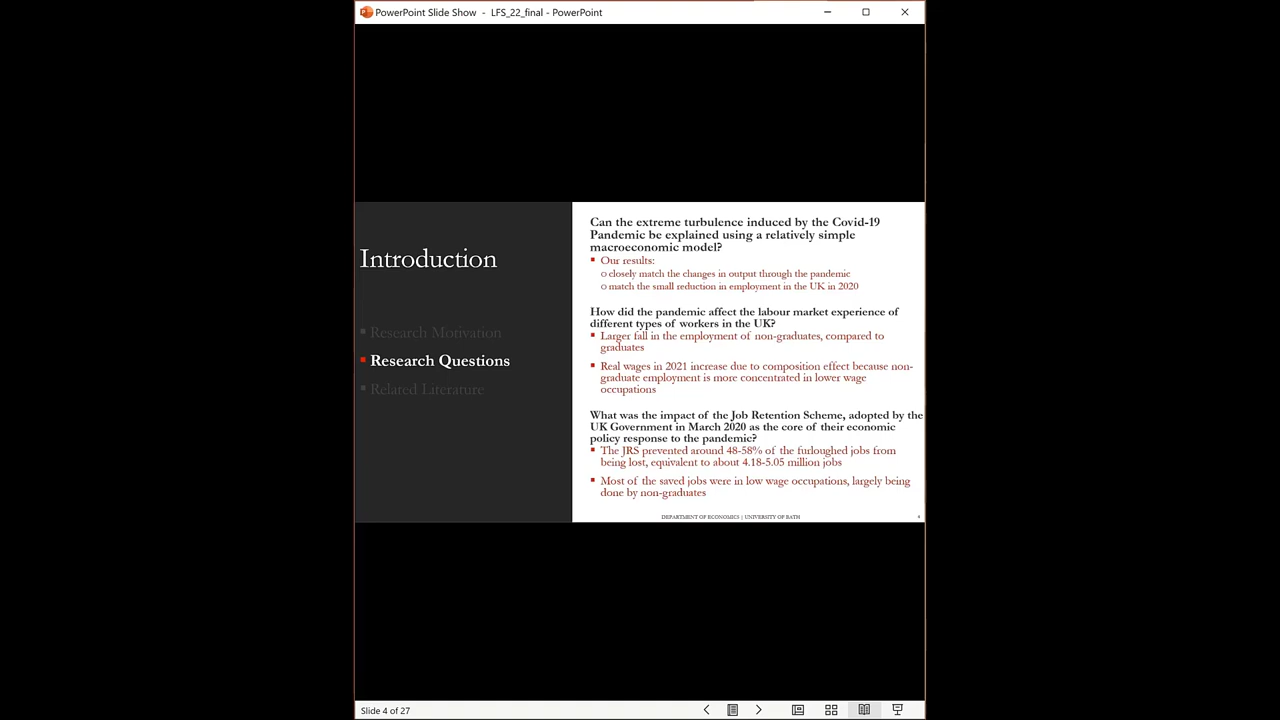 PowerPoint Slide Show - LFS_22_final - PowerPoint
Introduction
▪ Research Motivation
▪ Research Questions
▪ Related Literature
Can the extreme turbulence induced by the Covid-19
Pandemic be explained using a relatively simple
macroeconomic model?
▪ Our results:
o closely match the changes in output through the pandemic
o match the small reduction in employment in the UK in 2020
How did the pandemic affect the labour market experience of
different types of workers in the UK?
▪ Larger fall in the employment of non-graduates, compared to
graduates
▪ Real wages in 2021 increase due to composition effect because non-
graduate employment is more concentrated in lower wage
occupations
What was the impact of the Job Retention Scheme, adopted by the
UK Government in March 2020 as the core of their economic
policy response to the pandemic?
▪ The JRS prevented around 48-58% of the furloughed jobs from
being lost, equivalent to about 4.18-5.05 million jobs
▪ Most of the saved jobs were in low wage occupations, largely being
done by non-graduates
DEPARTMENT OF ECONOMICS | UNIVERSITY OF BATH
Slide 4 of 27